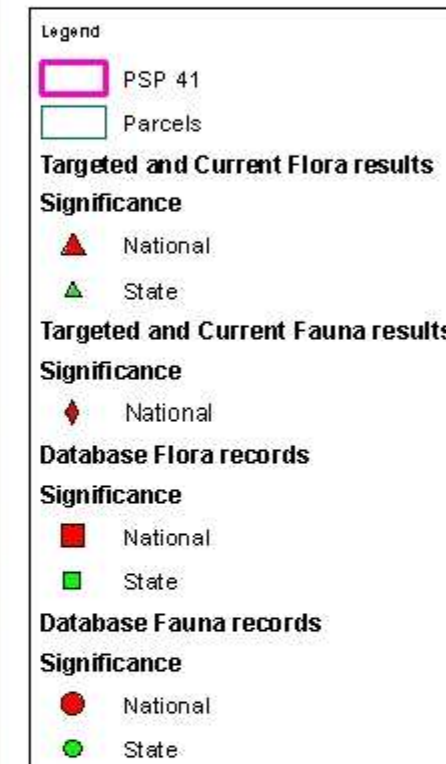 Legend
PSP 41
Parcels
Targeted and Current Flora results
Significance
National
State
Targeted and Current Fauna results
Significance
National
Database Flora records
Significance
National
State
Database Fauna records
Significance
National
State